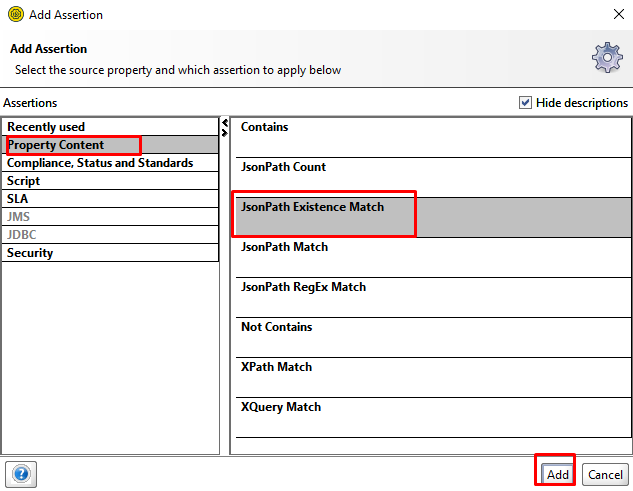 Add Assertion
Add Assertion
Select the source property and which assertion to apply below
Assertions
Hide descriptions
Recently used
Property Content
Compliance, Status and Standards
Script
SLA
JMS
JDBC
Security
Contains
JsonPath Count
JsonPath Existence Match
JsonPath Match
JsonPath RegEx Match
Not Contains
XPath Match
XQuery Match
Add
Cancel